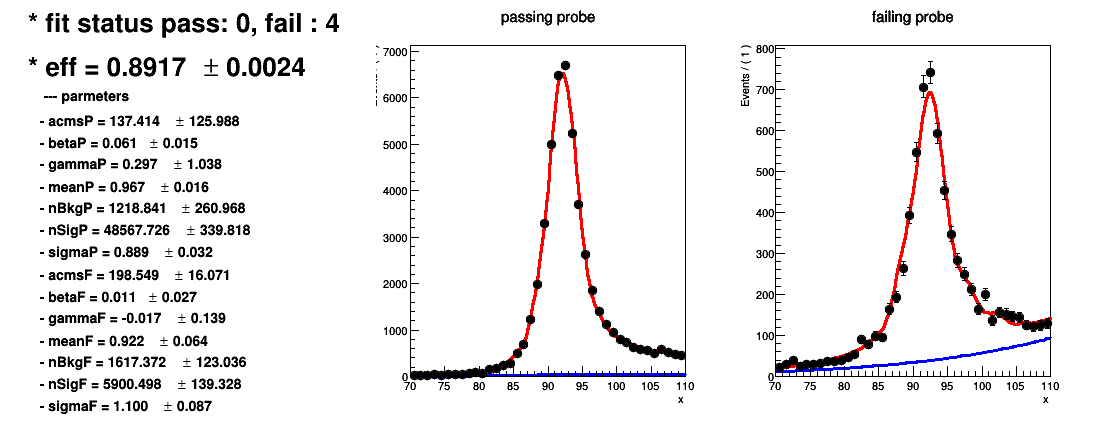 * fit status pass: 0, fail : 4
* eff = 0.8917 ± 0.0024
--- parmeters
- acmsP = 137.414 ± 125.988
- betaP = 0.061 ± 0.015
- gammaP = 0.297 ± 1.038
- meanP = 0.967 ± 0.016
- nBkgP = 1218.841 ± 260.968
- nSigP = 48567.726 ± 339.818
- sigmaP = 0.889 ± 0.032
- acmsF = 198.549 ± 16.071
- betaF = 0.011 ± 0.027
- gammaF = -0.017 ± 0.139
- meanF = 0.922 ± 0.064
- nBkgF = 1617.372 ± 123.036
- nSigF = 5900.498 ± 139.328
- sigmaF = 1.100 ± 0.087
passing probe
7000
6000
5000
4000
3000
2000
1000
0
70 75 80 85 90 95 100 105 110
x
failing probe
Events / ( 1 )
800
700
600
500
400
300
200
100
0
70 75 80 85 90 95 100 105 110
x